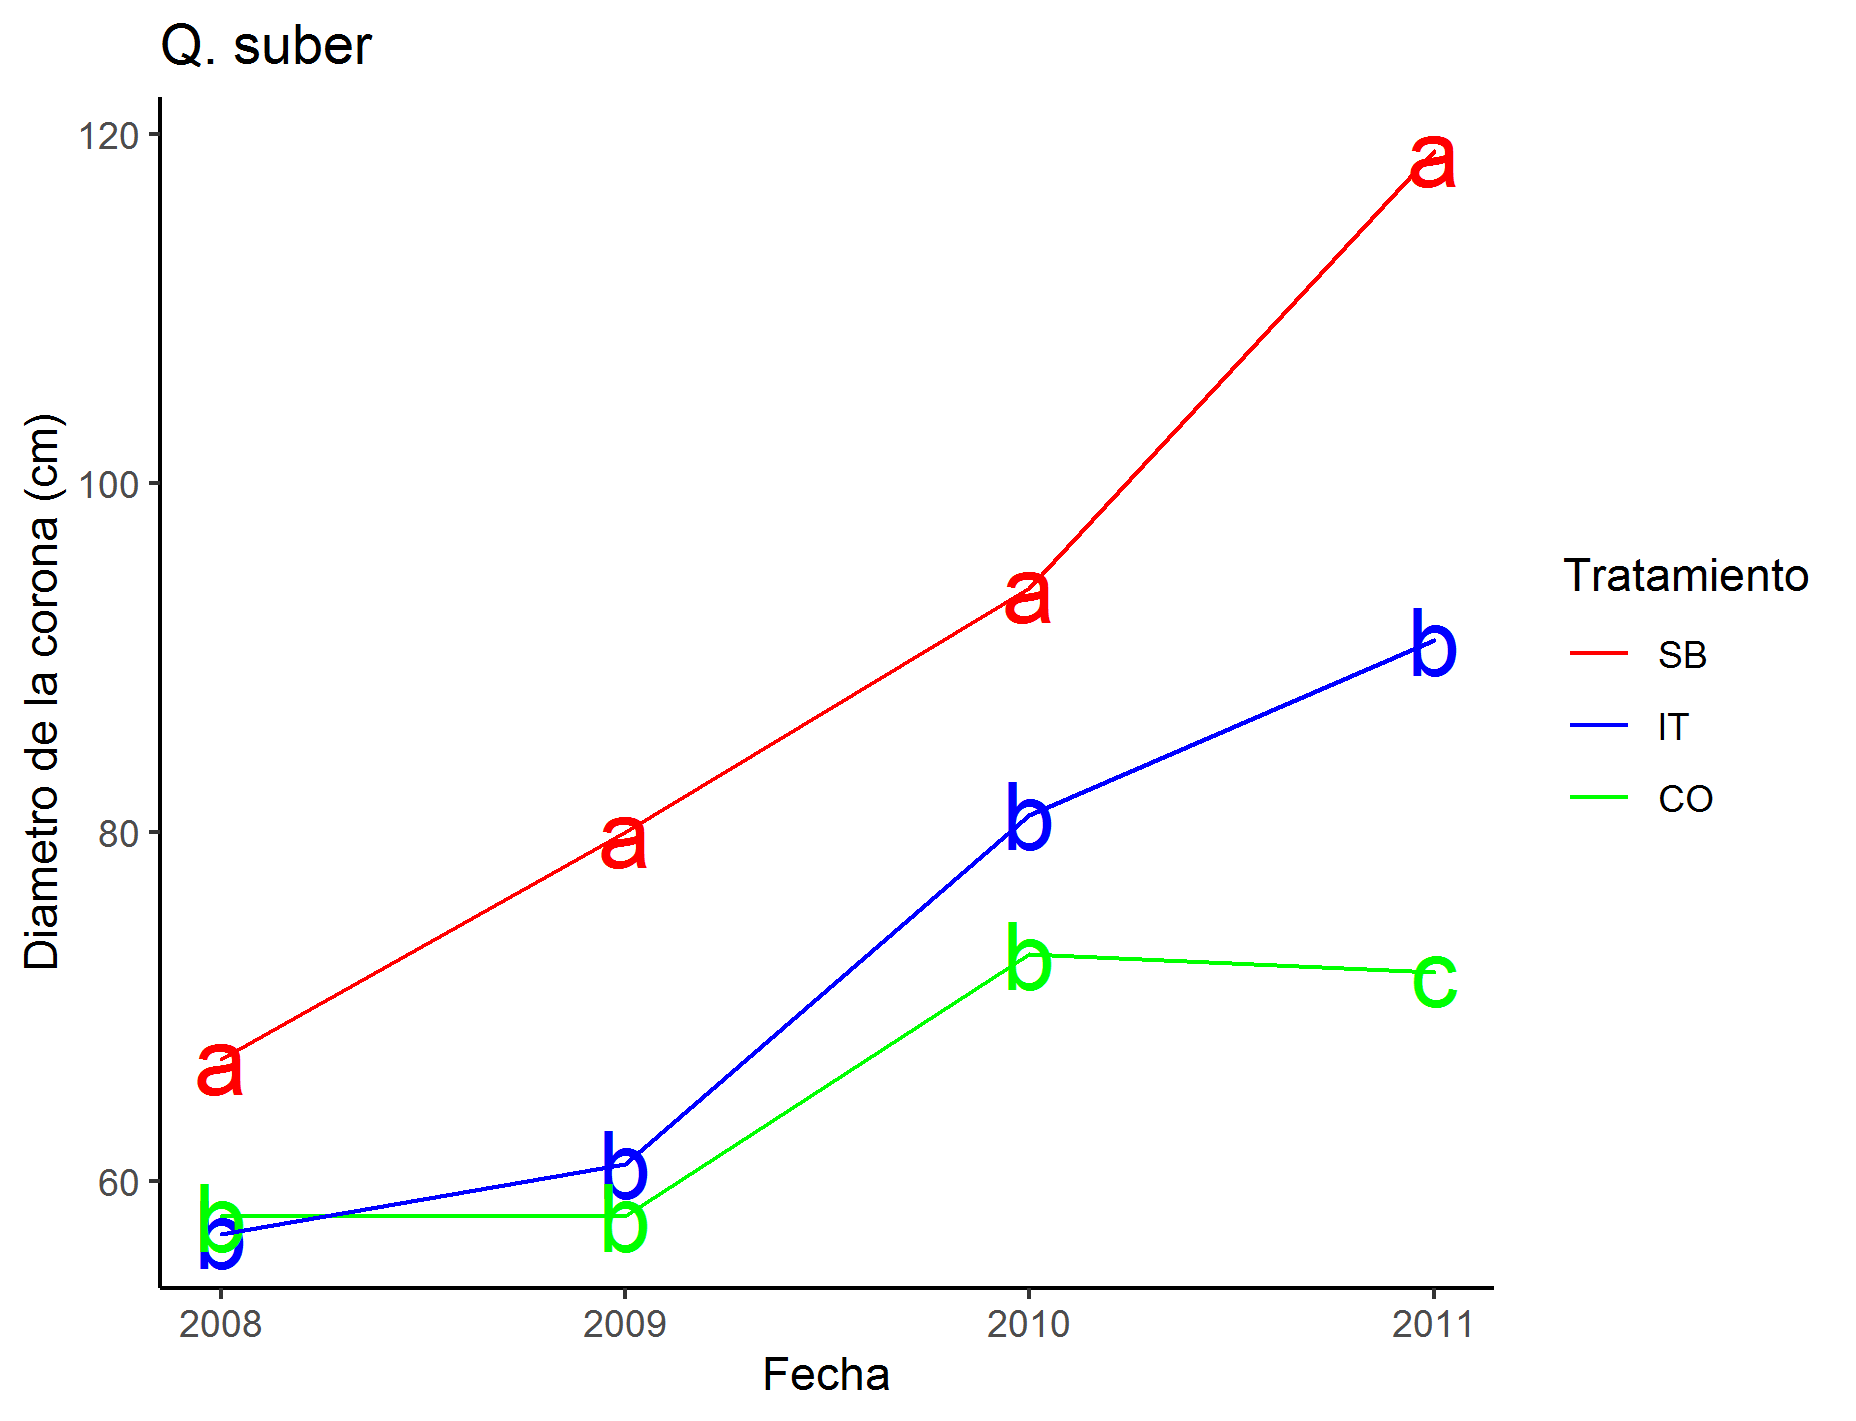 Q. suber
Diametro de la corona (cm)
120
100
80
60
a
a
a
a
b
b
b
b
b
b
b
c
2008
2009
2010
2011
Fecha
Tratamiento
SB
IT
CO